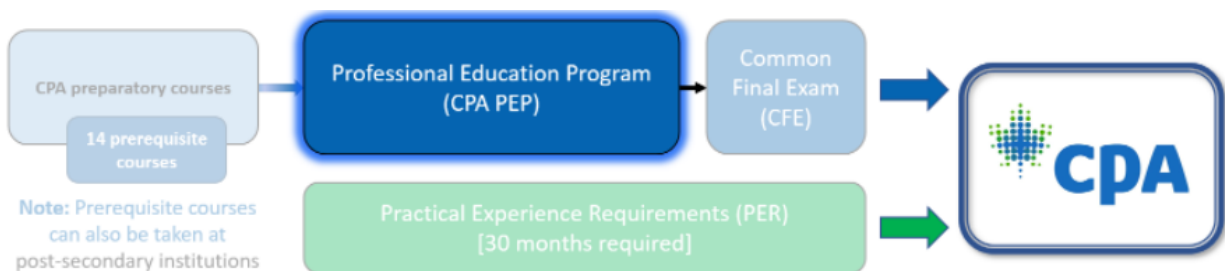 CPA preparatory courses
14 prerequisite
courses
Note: Prerequisite courses
can also be taken at
post-secondary institutions
Professional Education Program
(CPA PEP)
Common
Final Exam
(CFE)
Practical Experience Requirements (PER)
[30 months required]
cpa